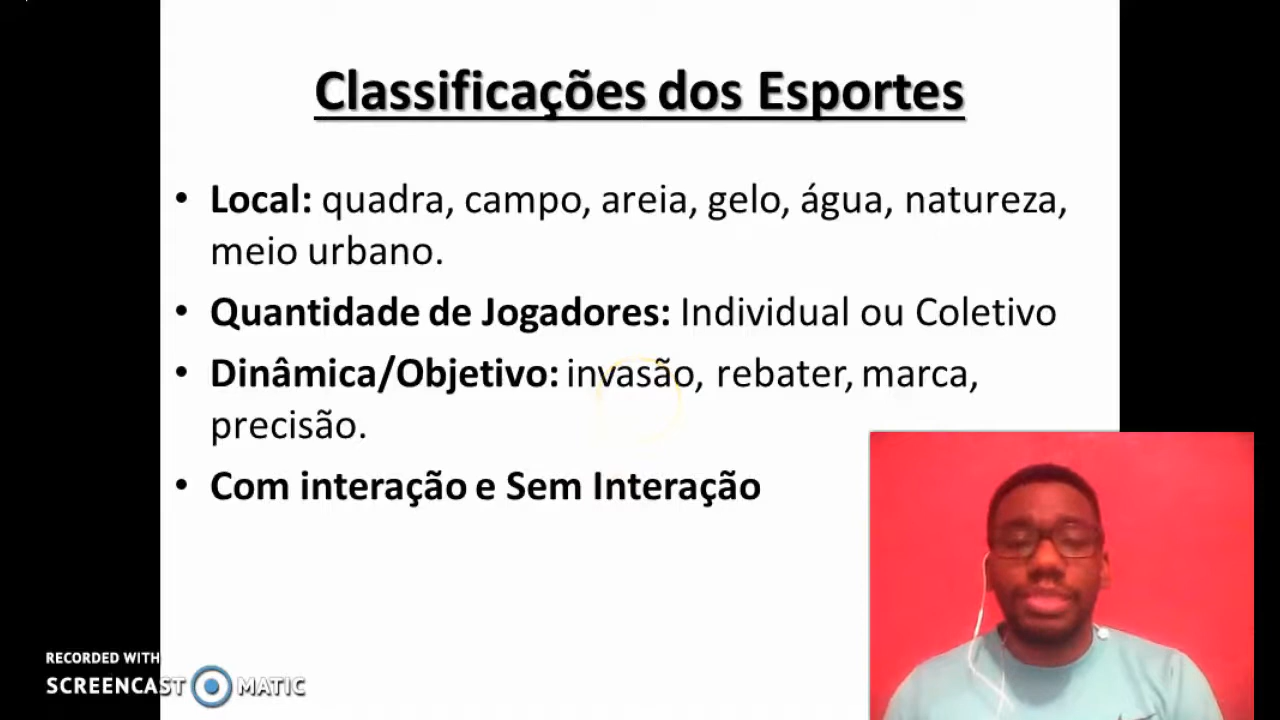 Classificações dos Esportes
• Local: quadra, campo, areia, gelo, água, natureza,
meio urbano.
• Quantidade de Jogadores: Individual ou Coletivo
• Dinâmica/Objetivo: invasão, rebater, marca,
precisão.
• Com interação e Sem Interação
RECORDED WITH
SCREENCAST MATIC